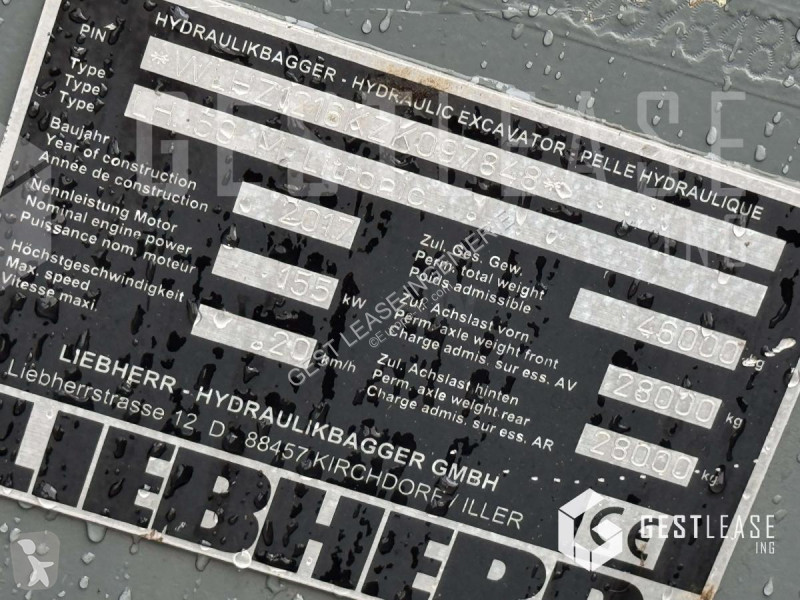 HYDRAULIKBAGGER - HYDRAULIC EXCAVATOR - PELLE HYDRAULIQUE
PIN
Type
Type
Type
Baujahr
Year of construction
Année de construction
2017
Nennleistung Motor
Nominal engine power
Puissance nom. moteur
155 kW
Höchstgeschwindigkeit
Max. speed
Vitesse maxi.
20 km/h
Zul. ges. Gew.
Perm. total weight
Poids admissible
46000 kg
Zul. Achslast vorn.
Perm. axle weight front
Charge admis. sur ess. AV
28000 kg
Zul. Achslast hinten
Perm. axle weight rear
Charge admis. sur ess. AR
28000 kg
LIEBHERR - HYDRAULIKBAGGER GMBH
Liebherrstrasse 12 D - 88457 KIRCHDORF / ILLER
LIEBHERR
CE
GESTLEASE
INC
GESTLEASE
INC